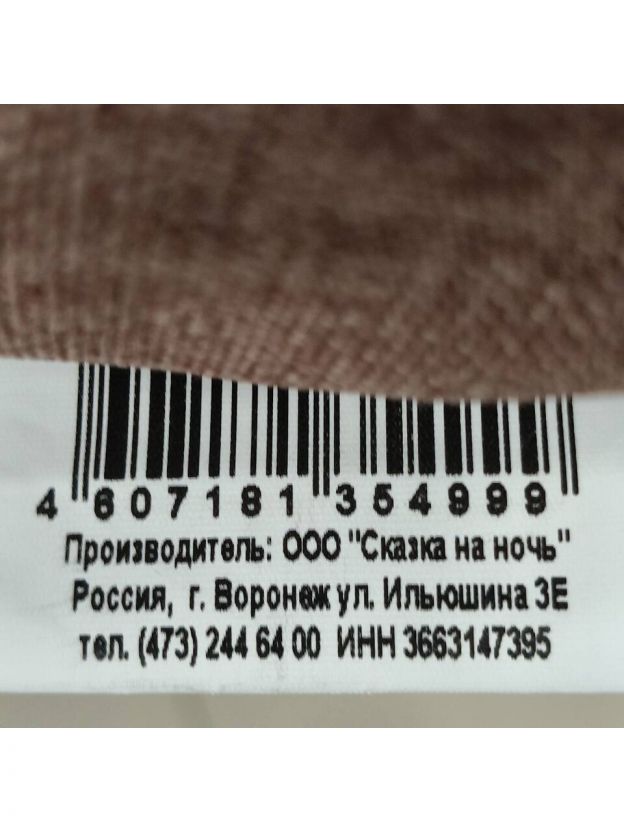 4 607181 354999
Производитель: ООО "Сказка на ночь"
Россия, г. Воронеж ул. Ильюшина 3Е
тел. (473) 244 64 00 ИНН 3663147395